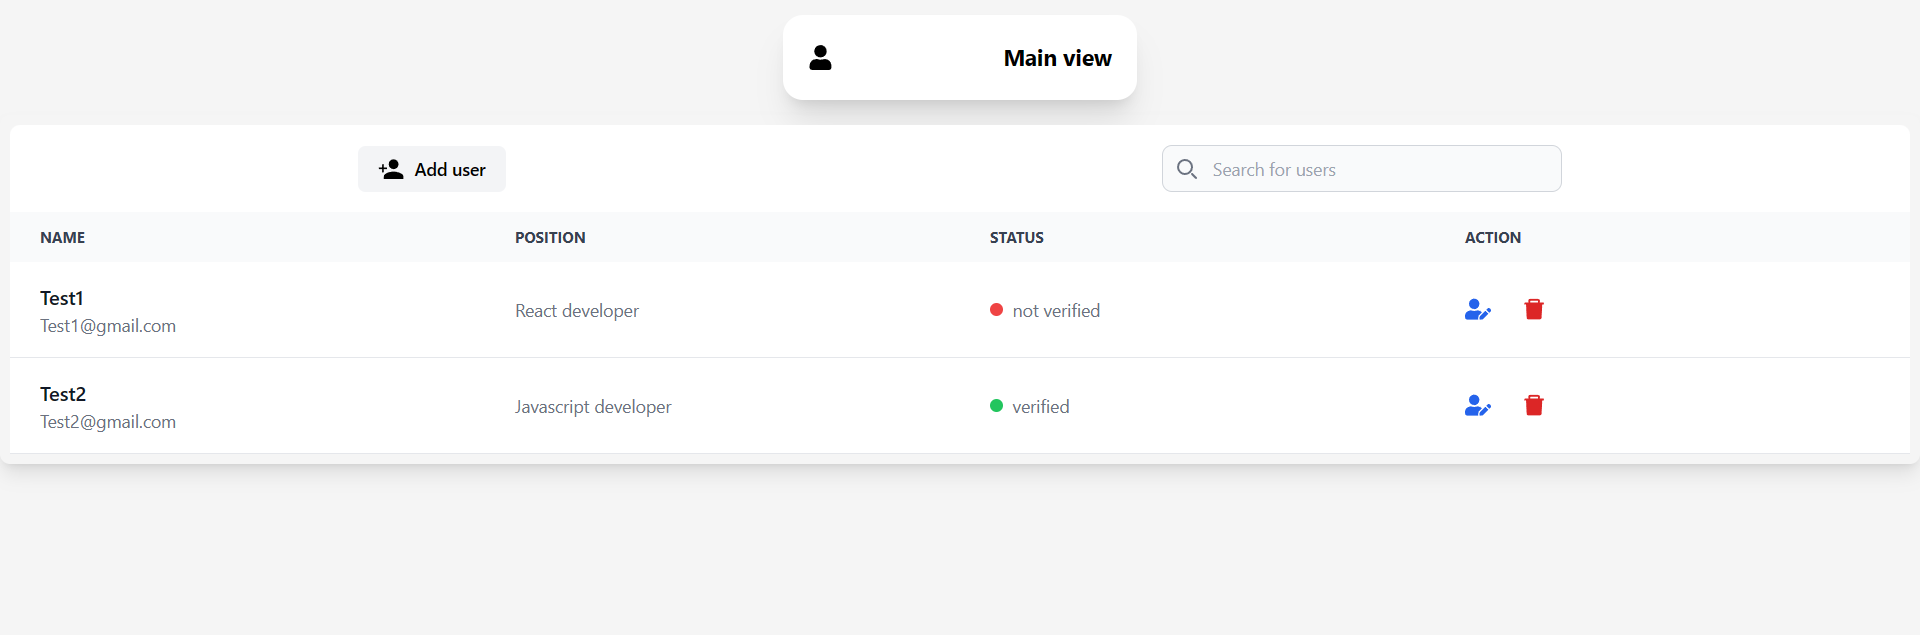 Main view
Add user
Search for users
NAME POSITION STATUS ACTION
Test1
Test1@gmail.com
React developer
not verified
Test2
Test2@gmail.com
Javascript developer
verified